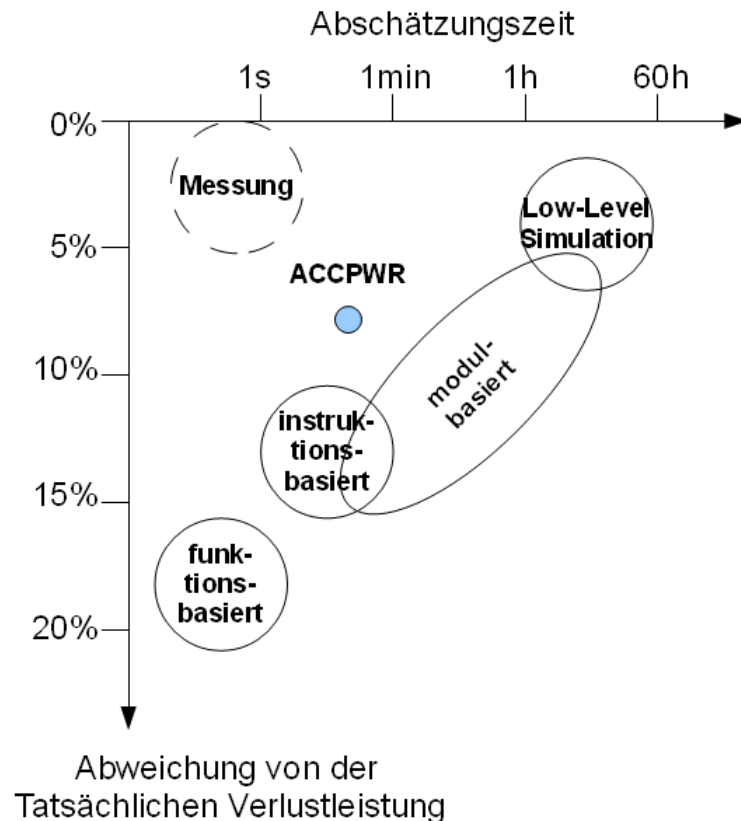 Abschätzungszeit
1s 1min 1h 60h
0%
Messung
Low-Level
Simulation
5%
ACCPWR
10%
modul-
basiert
instruk-
tions-
basiert
15%
funk-
tions-
basiert
20%
Abweichung von der
Tatsächlichen Verlustleistung